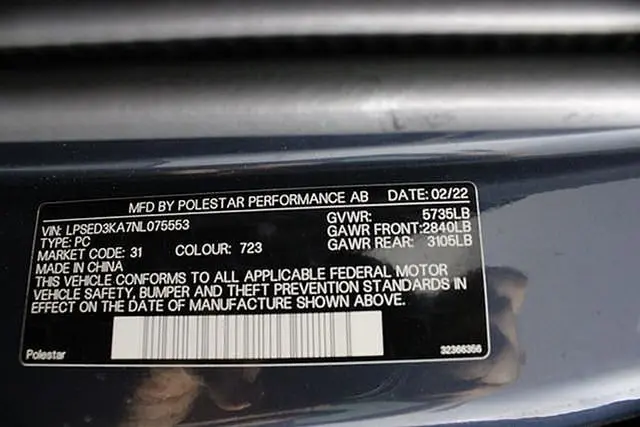 MFD BY POLESTAR PERFORMANCE AB DATE: 02/22
VIN: LPSED3KA7NL075553 GVWR: 5735LB
TYPE: PC GAWR FRONT: 2840LB
MARKET CODE: 31 COLOUR: 723 GAWR REAR: 3105LB
MADE IN CHINA
THIS VEHICLE CONFORMS TO ALL APPLICABLE FEDERAL MOTOR
VEHICLE SAFETY, BUMPER AND THEFT PREVENTION STANDARDS IN
EFFECT ON THE DATE OF MANUFACTURE SHOWN ABOVE.
Polestar 32366356